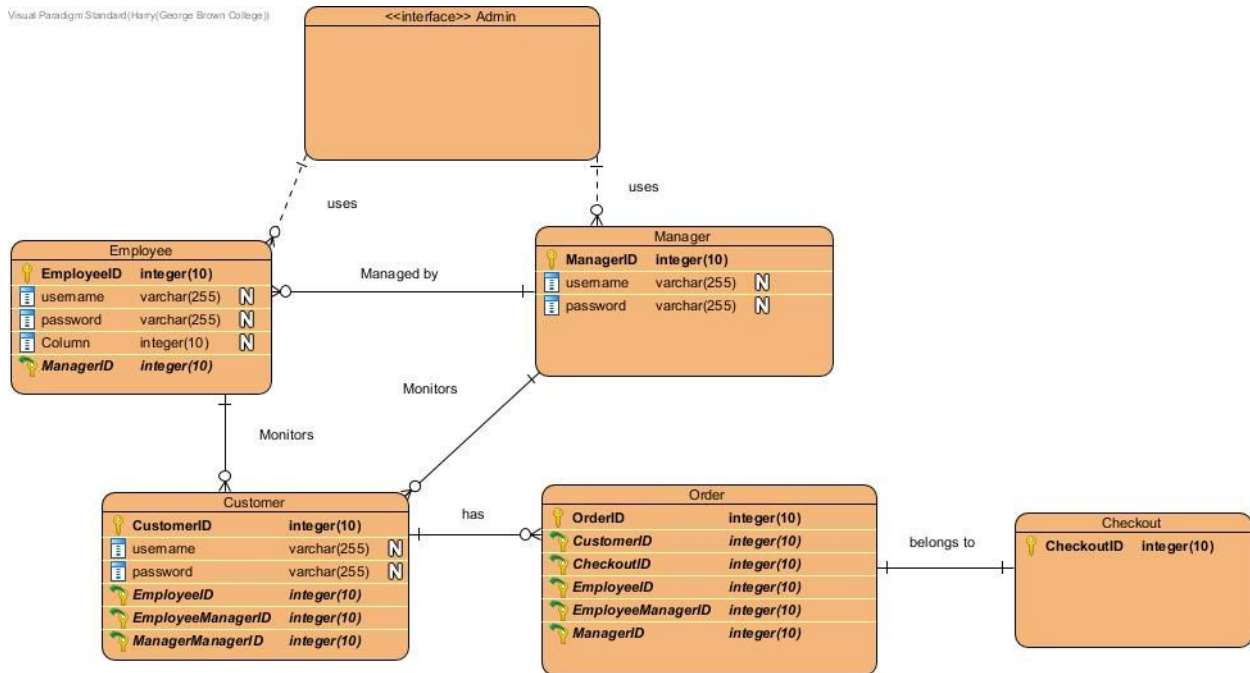 Visual Paradigm Standard(Harry(George Brown College))
<<interface>> Admin
uses
uses
Employee
EmployeeID integer(10)
username varchar(255) N
password varchar(255) N
Column integer(10) N
ManagerID integer(10)
Managed by
Manager
ManagerID integer(10)
username varchar(255) N
password varchar(255) N
Monitors
Monitors
Customer
CustomerID integer(10)
username varchar(255) N
password varchar(255) N
EmployeeID integer(10)
EmployeeManagerID integer(10)
ManagerManagerID integer(10)
has
Order
OrderID integer(10)
CustomerID integer(10)
CheckoutID integer(10)
EmployeeID integer(10)
EmployeeManagerID integer(10)
ManagerID integer(10)
belongs to
Checkout
CheckoutID integer(10)